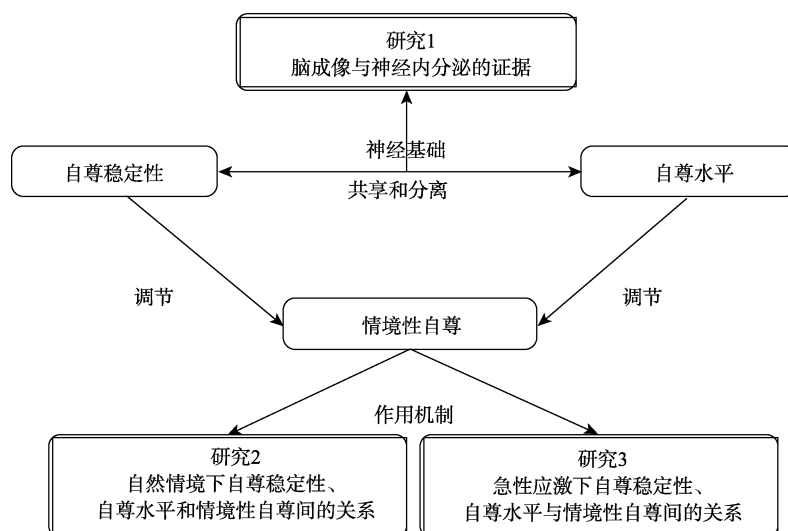 研究1
脑成像与神经内分泌的证据
神经基础
自尊稳定性
自尊水平
共享和分离
调节
调节
情境性自尊
作用机制
研究2
自然情境下自尊稳定性、
自尊水平和情境性自尊间的关系
研究3
急性应激下自尊稳定性、
自尊水平与情境性自尊间的关系